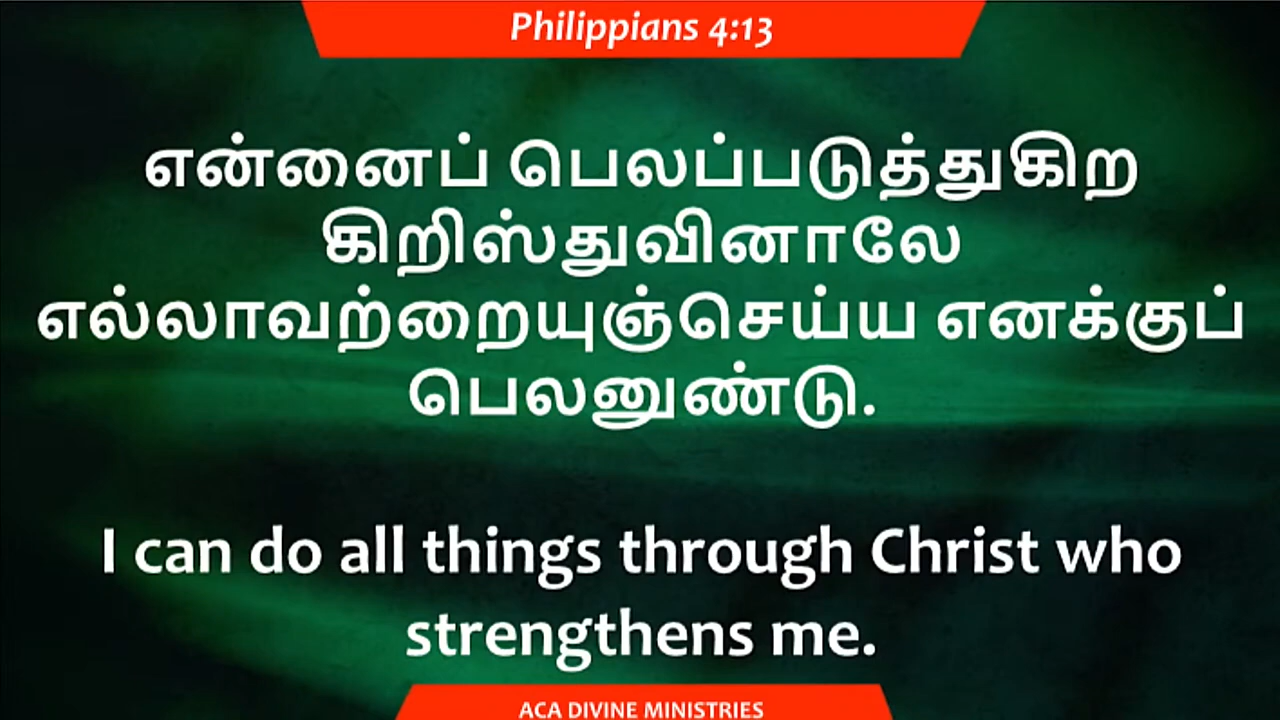 Philippians 4:13
என்னைப் பெலப்படுத்துகிற
கிறிஸ்துவினாலே
எல்லாவற்றையுஞ்செய்ய எனக்குப்
பெலனுண்டு.
I can do all things through Christ who
strengthens me.
ACA DIVINE MINISTRIES